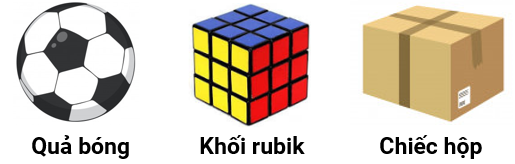 Quả bóng Khối rubik Chiếc hộp